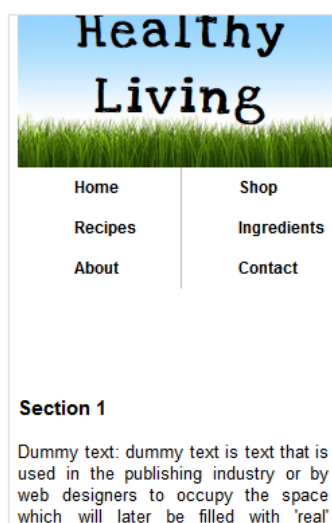 Healthy
Living
Home Shop
Recipes Ingredients
About Contact
Section 1
Dummy text: dummy text is text that is
used in the publishing industry or by
web designers to occupy the space
which will later be filled with 'real'